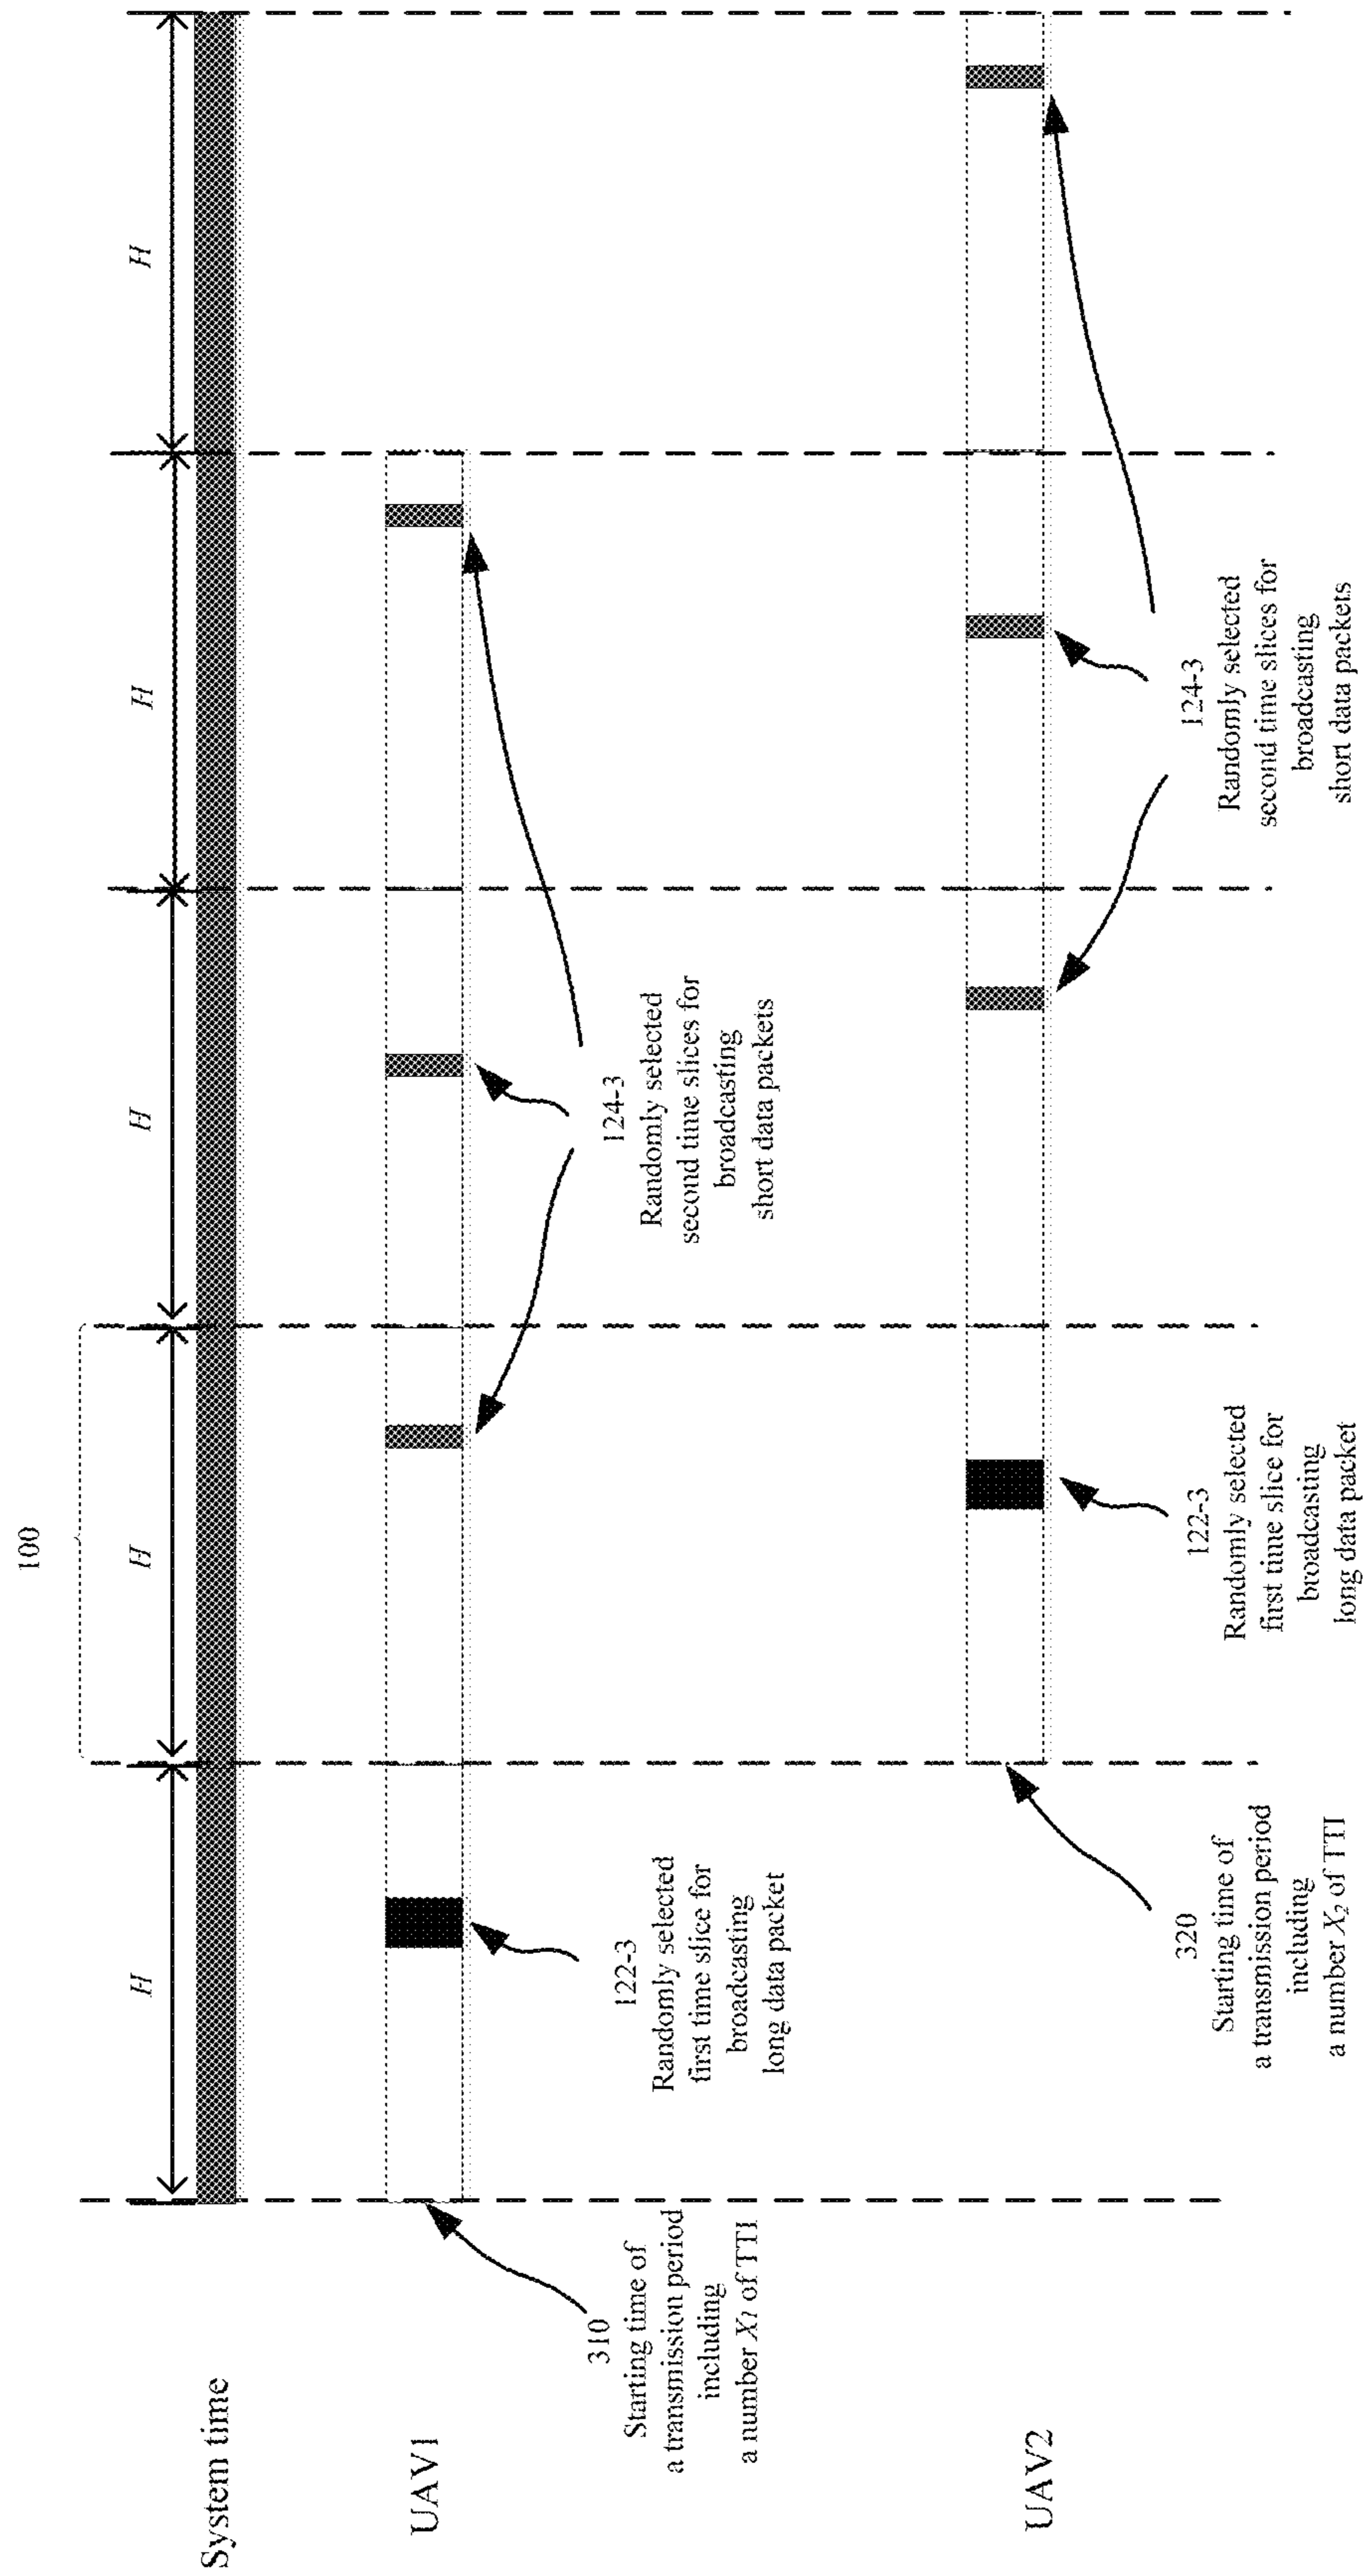 100
H
H
H
H
H
System time
UAV1
310
Starting time of
a transmission period
including
a number X1 of TTI
122-3
Randomly selected
first time slice for
broadcasting
long data packet
124-3
Randomly selected
second time slices for
broadcasting
short data packets
UAV2
320
Starting time of
a transmission period
including
a number X2 of TTI
122-3
Randomly selected
first time slice for
broadcasting
long data packet
124-3
Randomly selected
second time slices for
broadcasting
short data packets